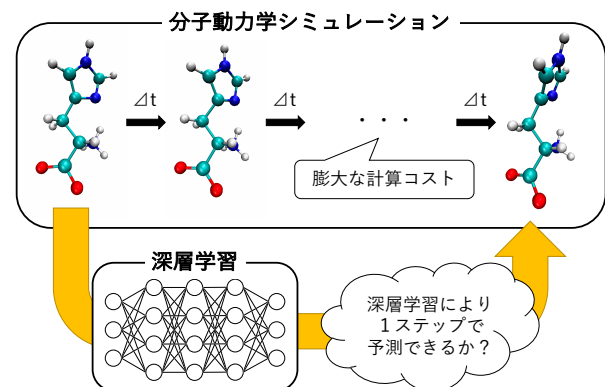 分子動力学シミュレーション
⊿t
⊿t
・・・
⊿t
膨大な計算コスト
深層学習
深層学習により
１ステップで
予測できるか？